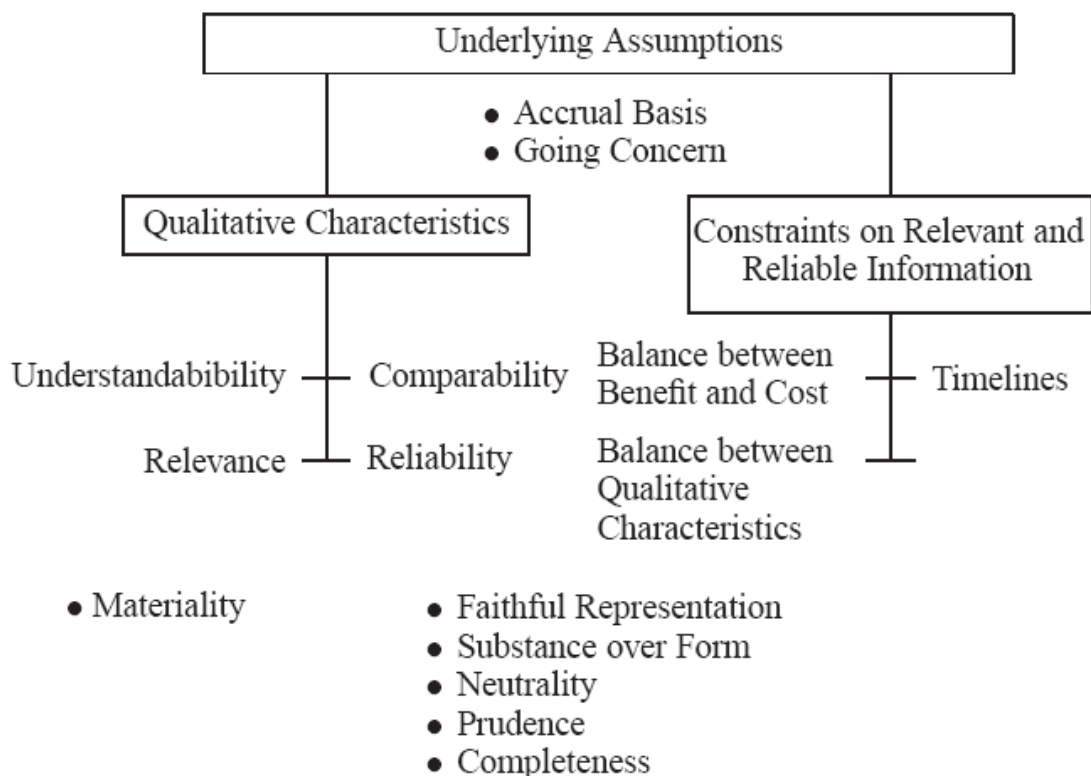 Underlying Assumptions
● Accrual Basis
● Going Concern
Qualitative Characteristics
Constraints on Relevant and
Reliable Information
Understandabibility
Comparability
Relevance
Reliability
Balance between
Benefit and Cost
Timelines
Balance between
Qualitative
Characteristics
● Materiality
● Faithful Representation
● Substance over Form
● Neutrality
● Prudence
● Completeness